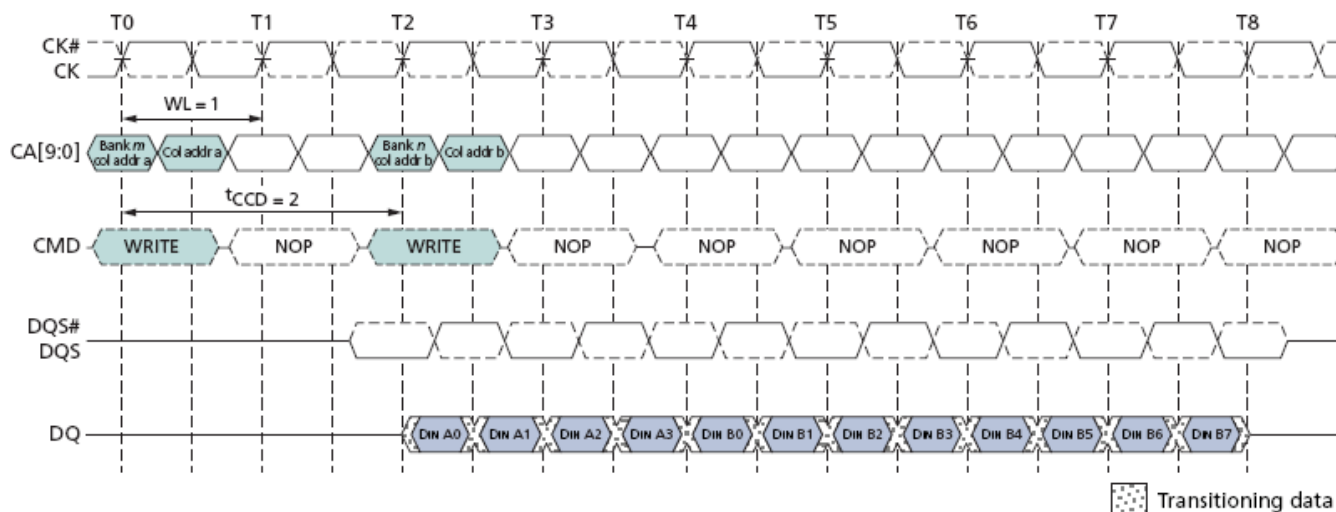 T0 T1 T2 T3 T4 T5 T6 T7 T8
CK#
CK
WL = 1
CA[9:0] Bank m col addr a Col addr a Bank n col addr b Col addr b
tCCD = 2
CMD WRITE NOP WRITE NOP NOP NOP NOP NOP NOP
DQS#
DQS
DQ DIN A0 DIN A1 DIN A2 DIN A3 DIN B0 DIN B1 DIN B2 DIN B3 DIN B4 DIN B5 DIN B6 DIN B7
Transitioning data